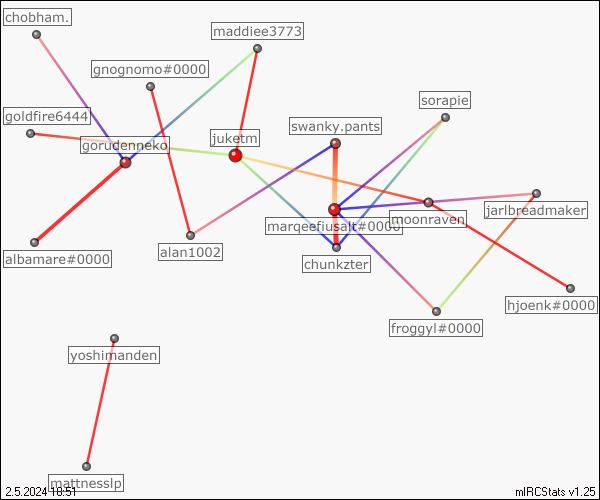 chobham.
maddiee3773
gnognomo#0000
sorapie
goldfire6444
swanky.pants
gorudenneko
juketm
jarlbreadmaker
marqeefiusalt#0000
moonraven
alan1002
albamare#0000
chunkzter
hjoenk#0000
froggyl#0000
yoshimanden
mattnesslp
2.5.2024 18:51
mIRCStats v1.25